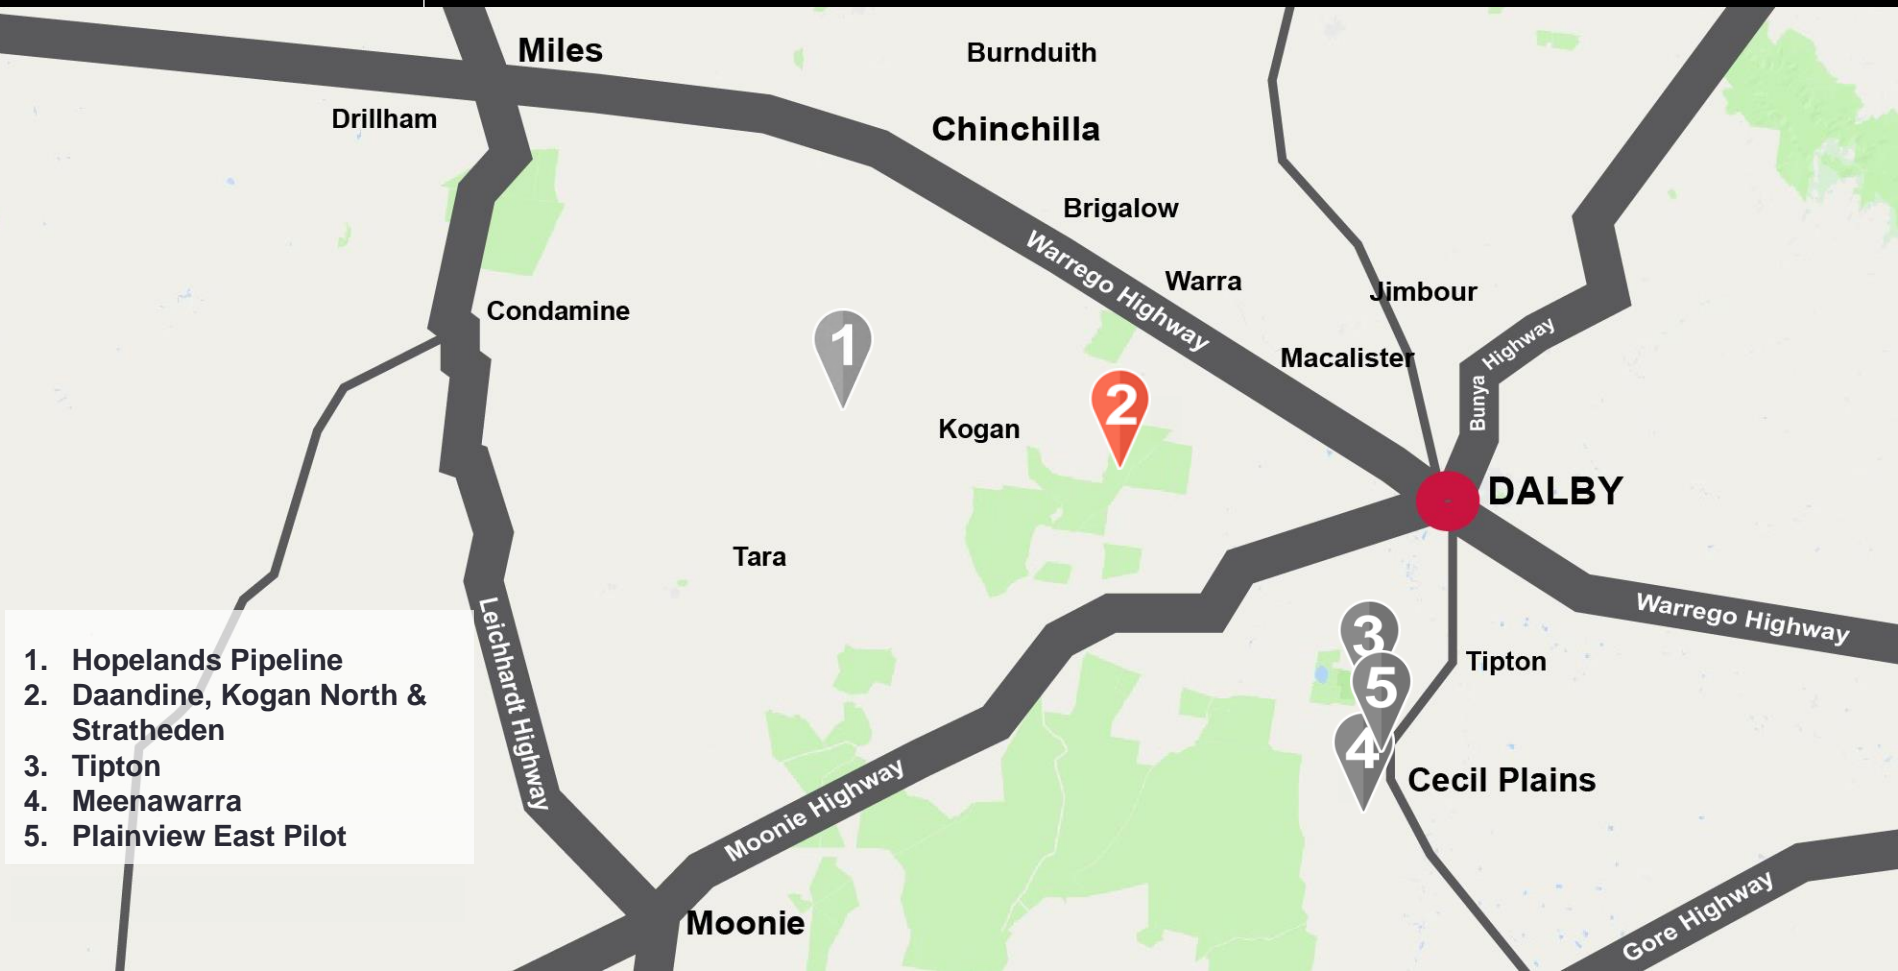 Miles
Burnduith
Drillham
Chinchilla
Brigalow
Warrego Highway
Warra
Jimbour
Condamine
1
Macalister
Highway
Bunya
2
Kogan
DALBY
Tara
Leichhardt Highway
Warrego Highway
3
Tipton
5
4
Cecil Plains
1. Hopelands Pipeline
2. Daandine, Kogan North &
Stratheden
3. Tipton
4. Meenawarra
5. Plainview East Pilot
Moonie Highway
Moonie
Gore Highway